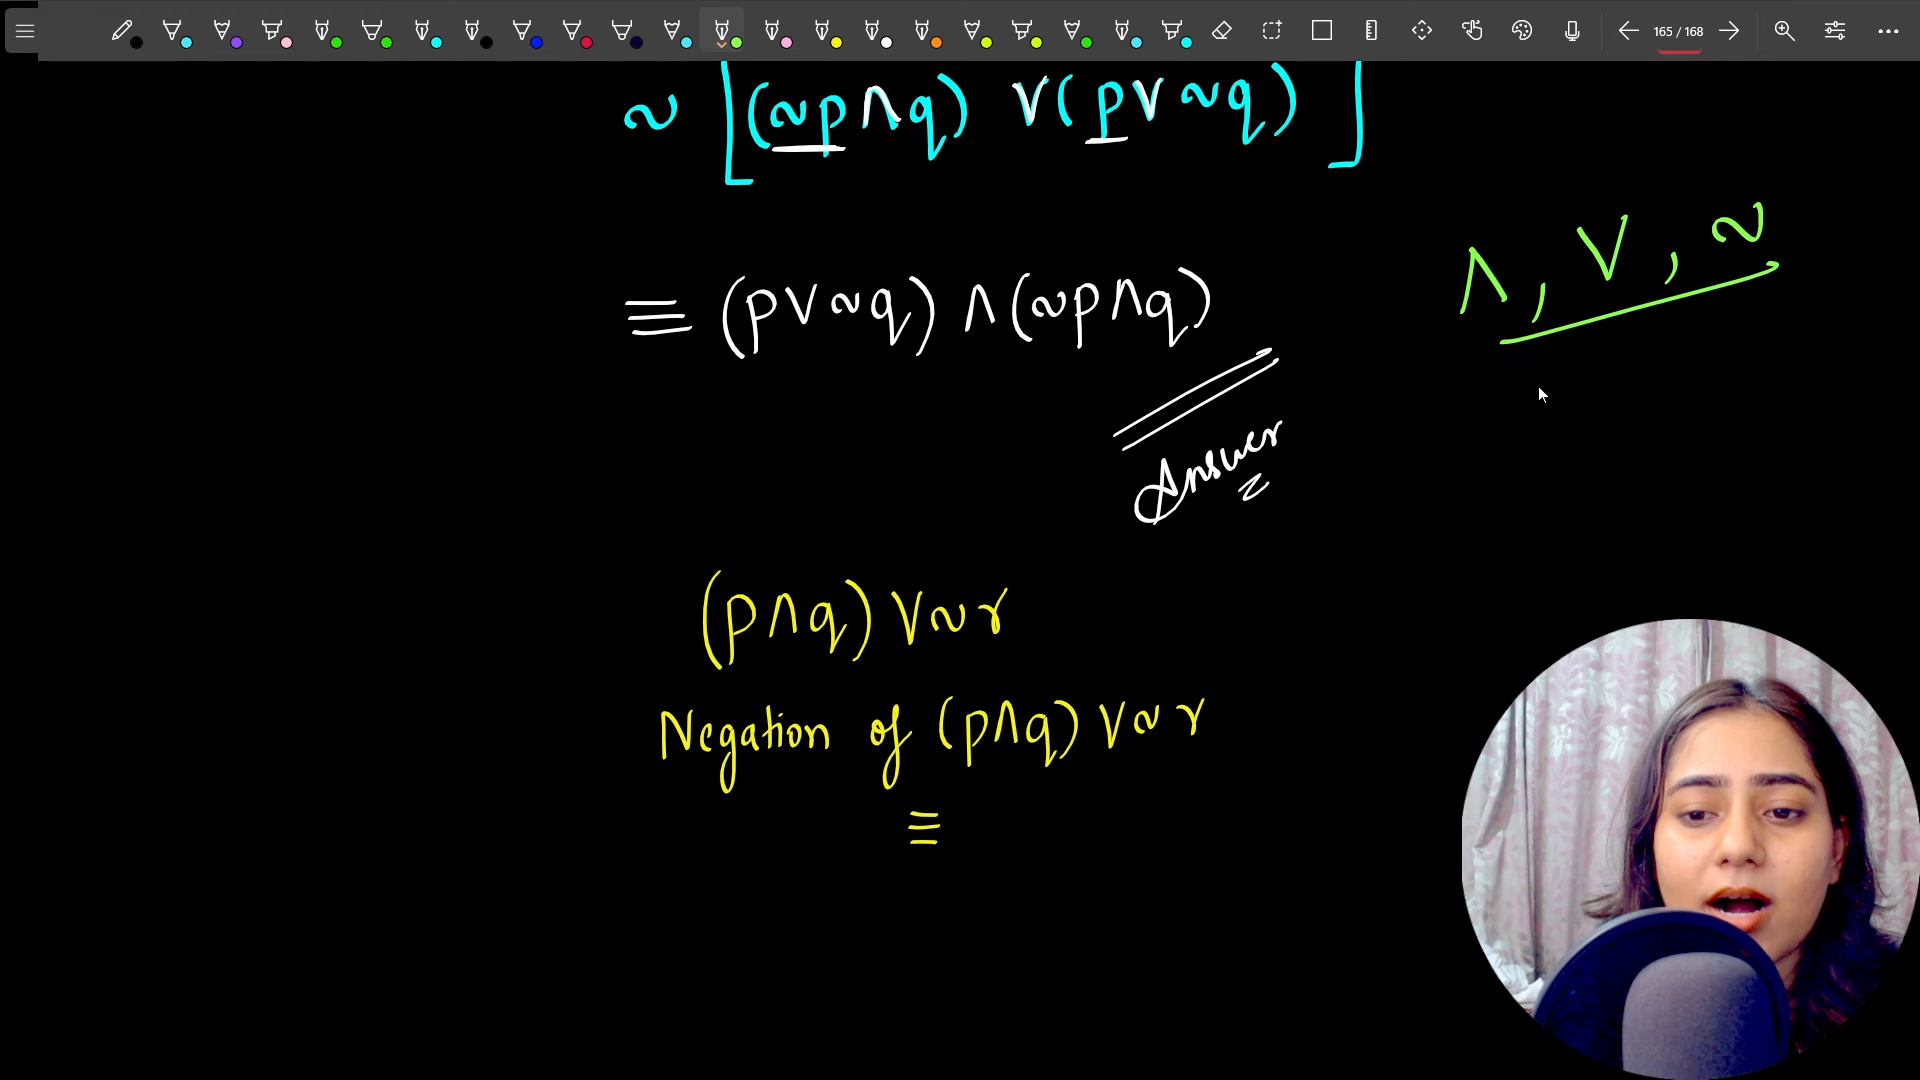 165 / 168
~ [(~p∧q) ∨(p∨~q)]
∧, ∨, ~
≡ (p∨~q) ∧(~p∧q)
Answer
(p∧q)∨~r
Negation of (p∧q)∨~r
≡